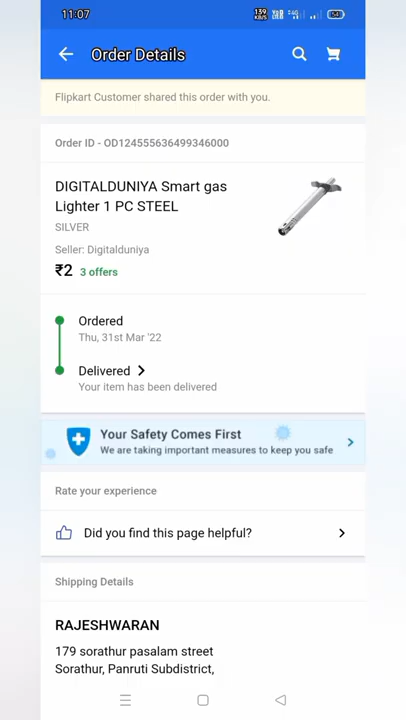 11:07
Order Details
Flipkart Customer shared this order with you.
Order ID - OD124555636499346000
DIGITALDUNIYA Smart gas
Lighter 1 PC STEEL
SILVER
Seller: Digitalduniya
₹2 3 offers
Ordered
Thu, 31st Mar '22
Delivered
Your item has been delivered
Your Safety Comes First
We are taking important measures to keep you safe
Rate your experience
Did you find this page helpful?
Shipping Details
RAJESHWARAN
179 sorathur pasalam street
Sorathur, Panruti Subdistrict,